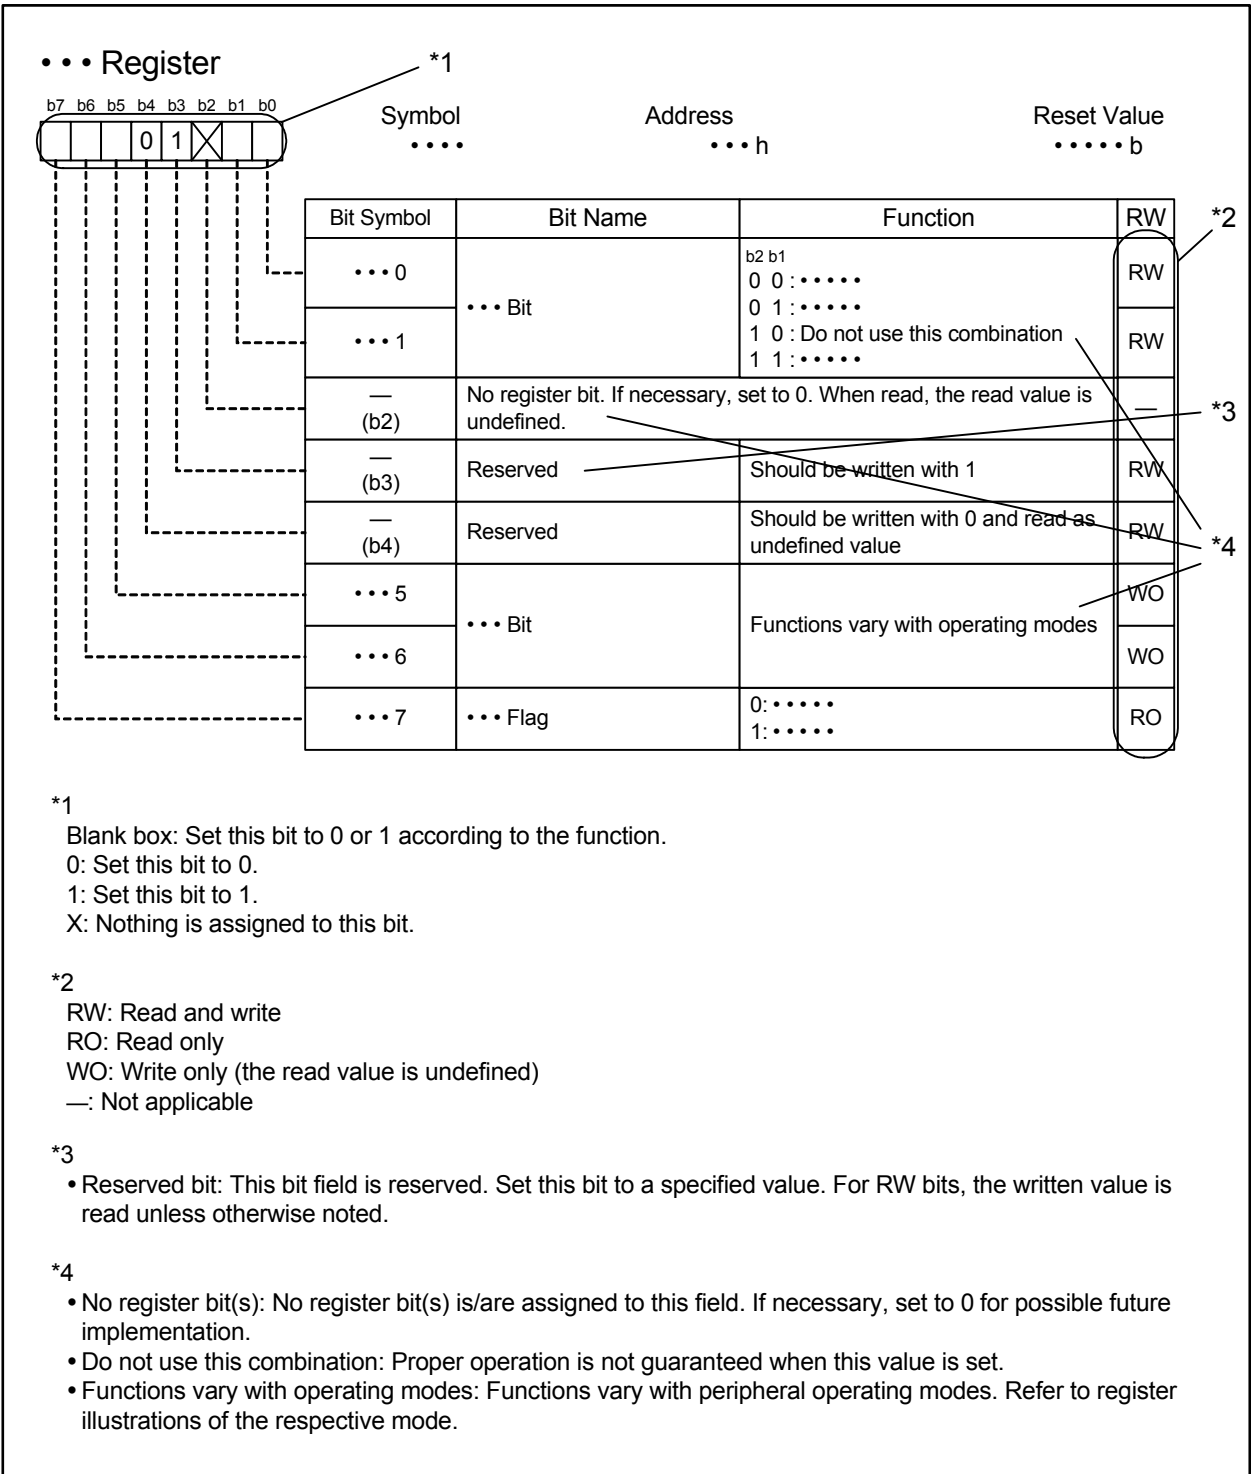 • • • Register
*1
b7 b6 b5 b4 b3 b2 b1 b0
0 1 X
Symbol Address Reset Value
• • • • • • • h • • • • • b
Bit Symbol Bit Name Function RW
*2
• • • 0
• • • Bit
b2 b1
0 0 : • • • • •
0 1 : • • • • •
1 0 : Do not use this combination
1 1 : • • • • •
RW
• • • 1
RW
—
(b2)
No register bit. If necessary, set to 0. When read, the read value is
undefined.
—
*3
—
(b3)
Reserved
Should be written with 1
RW
—
(b4)
Reserved
Should be written with 0 and read as
undefined value
RW
*4
• • • 5
• • • Bit
Functions vary with operating modes
WO
• • • 6
WO
• • • 7
• • • Flag
0: • • • • •
1: • • • • •
RO
*1
Blank box: Set this bit to 0 or 1 according to the function.
0: Set this bit to 0.
1: Set this bit to 1.
X: Nothing is assigned to this bit.
*2
RW: Read and write
RO: Read only
WO: Write only (the read value is undefined)
—: Not applicable
*3
• Reserved bit: This bit field is reserved. Set this bit to a specified value. For RW bits, the written value is
read unless otherwise noted.
*4
• No register bit(s): No register bit(s) is/are assigned to this field. If necessary, set to 0 for possible future
implementation.
• Do not use this combination: Proper operation is not guaranteed when this value is set.
• Functions vary with operating modes: Functions vary with peripheral operating modes. Refer to register
illustrations of the respective mode.